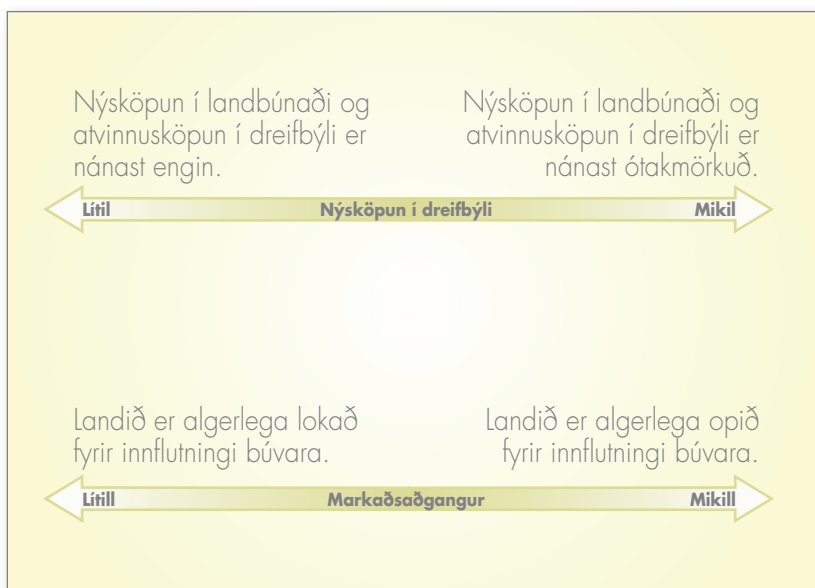 Nýsköpun í landbúnaði og
atvinnusköpun í dreifbýli er
nánast engin.
Nýsköpun í landbúnaði og
atvinnusköpun í dreifbýli er
nánast ótakmörkuð.
Lítil Nýsköpun í dreifbýli Mikil
Landið er algerlega lokað
fyrir innflutningi búvara.
Landið er algerlega opið
fyrir innflutningi búvara.
Lítill Markaðsaðgangur Mikill